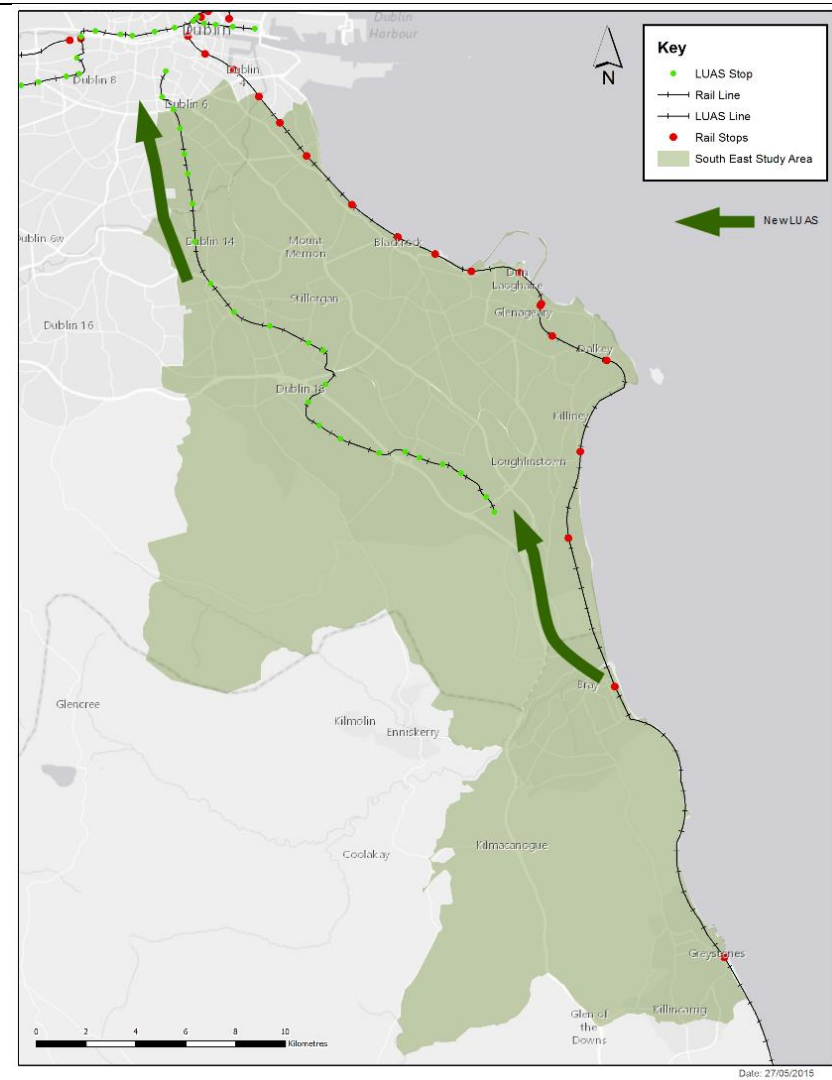 Dublin
Harbour
Dublin
Dublin
Dublin 8
Dublin 6
Key
N
LUAS Stop
Rail Line
LUAS Line
Rail Stops
South East Study Area
New LUAS
Dublin 6w
Dublin 14
Mount
Merrion
Blackrock
Stillorgan
Dun
Laoghaire
Glenageary
Dublin 16
Dalkey
Dublin 18
Killiney
Loughlinstown
Bray
Glencree
Kilmolin
Enniskerry
Coolakay
Kilmacanogue
Greystones
Glen of
the
Downs
Killincarrig
0 2 4 6 8 10
Kilometres
Date: 27/05/2015